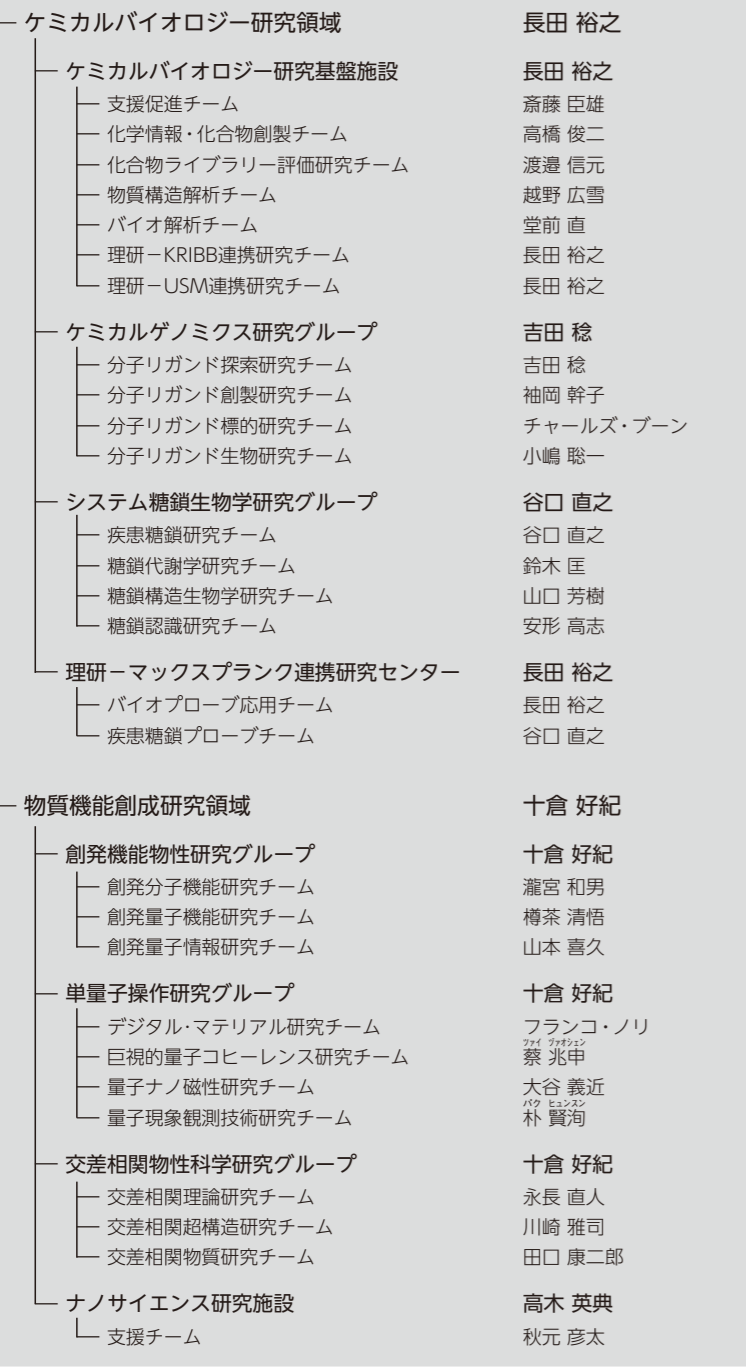 ケミカルバイオロジー研究領域 長田 裕之
ケミカルバイオロジー研究基盤施設 長田 裕之
支援促進チーム 斎藤 臣雄
化学情報・化合物創製チーム 高橋 俊二
化合物ライブラリー評価研究チーム 渡邉 信元
物質構造解析チーム 越野 広雪
バイオ解析チーム 堂前 直
理研－KRIBB連携研究チーム 長田 裕之
理研－USM連携研究チーム 長田 裕之
ケミカルゲノミクス研究グループ 吉田 稔
分子リガンド探索研究チーム 吉田 稔
分子リガンド創製研究チーム 袖岡 幹子
分子リガンド標的研究チーム チャールズ・ブーン
分子リガンド生物研究チーム 小嶋 聡一
システム糖鎖生物学研究グループ 谷口 直之
疾患糖鎖研究チーム 谷口 直之
糖鎖代謝学研究チーム 鈴木 匡
糖鎖構造生物学研究チーム 山口 芳樹
糖鎖認識研究チーム 安形 高志
理研－マックスプランク連携研究センター 長田 裕之
バイオプローブ応用チーム 長田 裕之
疾患糖鎖プローブチーム 谷口 直之
物質機能創成研究領域 十倉 好紀
創発機能物性研究グループ 十倉 好紀
創発分子機能研究チーム 瀧宮 和男
創発量子機能研究チーム 樽茶 清悟
創発量子情報研究チーム 山本 喜久
単量子操作研究グループ 十倉 好紀
デジタル・マテリアル研究チーム フランコ・ノリ
ツァイ ヅァオシェン
巨視的量子コヒーレンス研究チーム 蔡 兆申
量子ナノ磁性研究チーム 大谷 義近
パク ヒュンスン
量子現象観測技術研究チーム 朴 賢洵
交差相関物性科学研究グループ 十倉 好紀
交差相関理論研究チーム 永長 直人
交差相関超構造研究チーム 川崎 雅司
交差相関物質研究チーム 田口 康二郎
ナノサイエンス研究施設 高木 英典
支援チーム 秋元 彦太